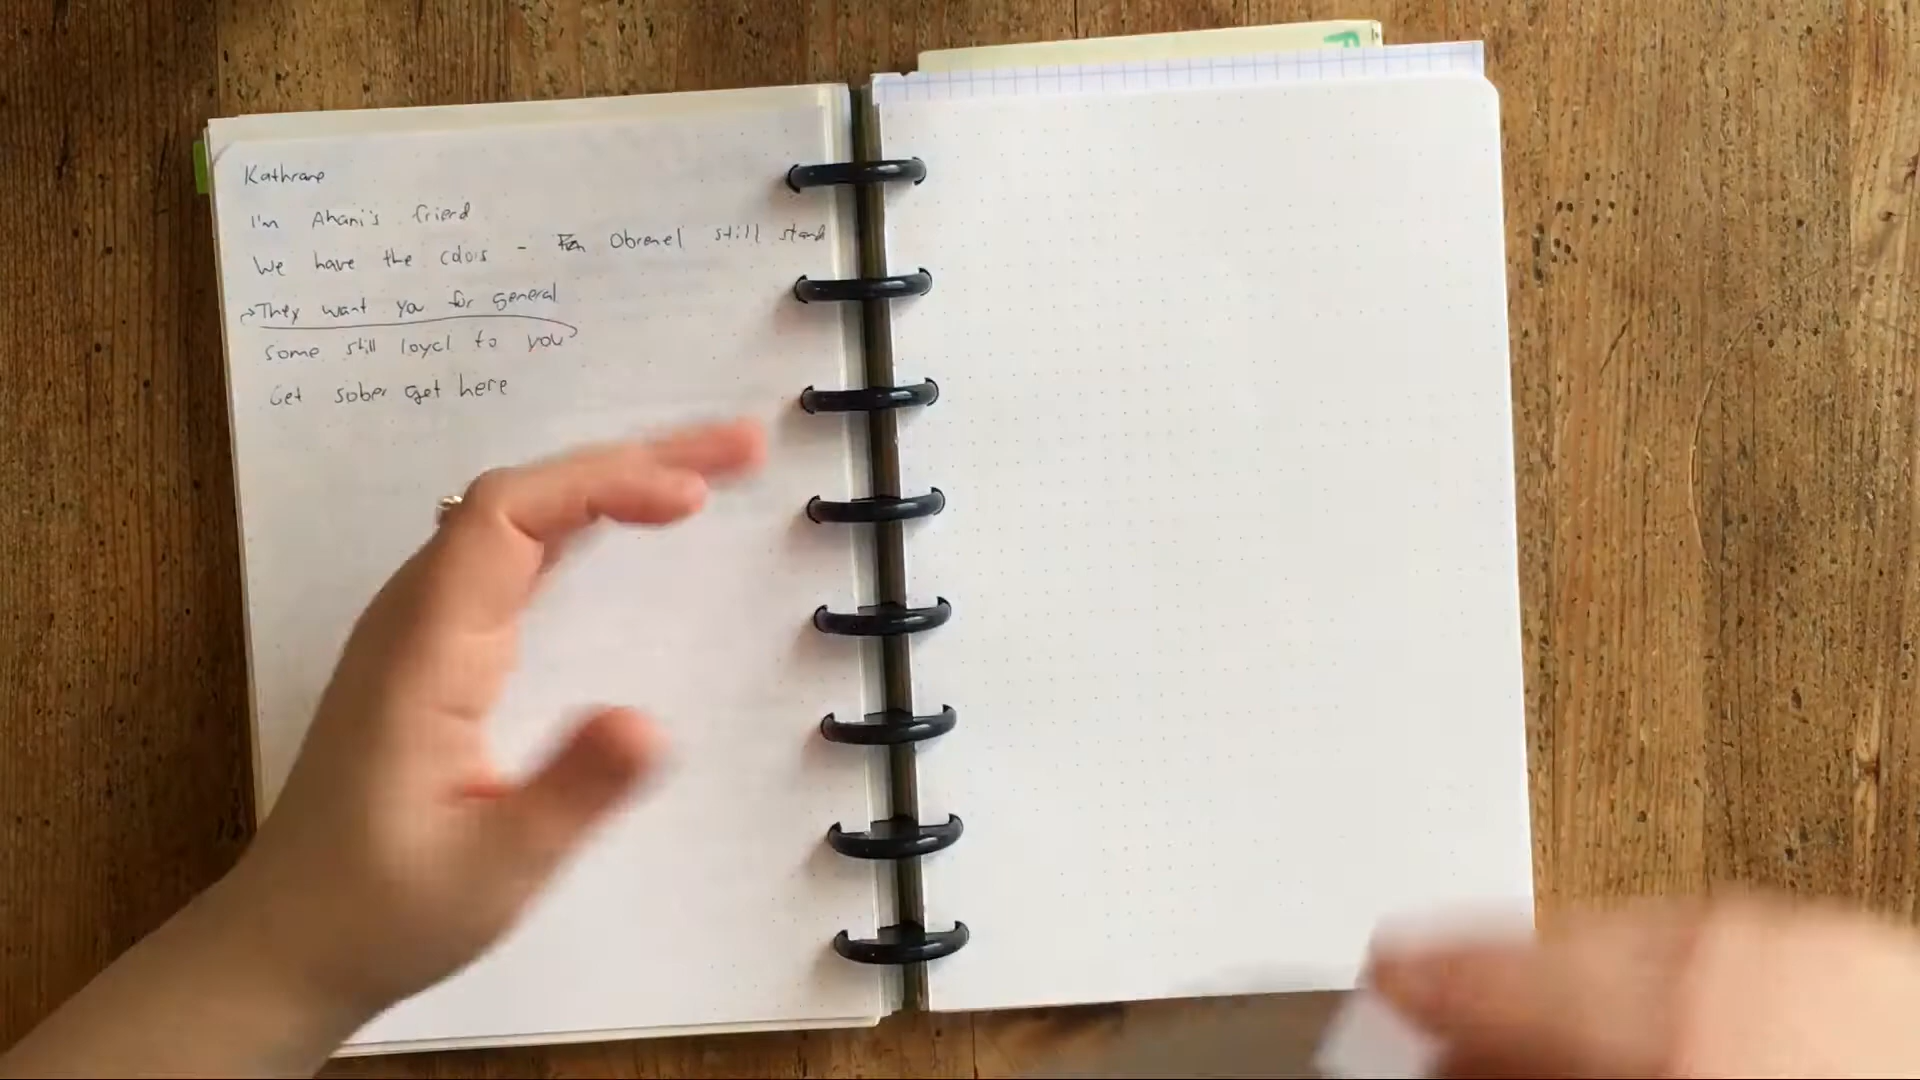 I'm Ahani's friend
We have the colors - Obrenel still stand
They want you for general
Some still loyal to you
Get sober get here
F